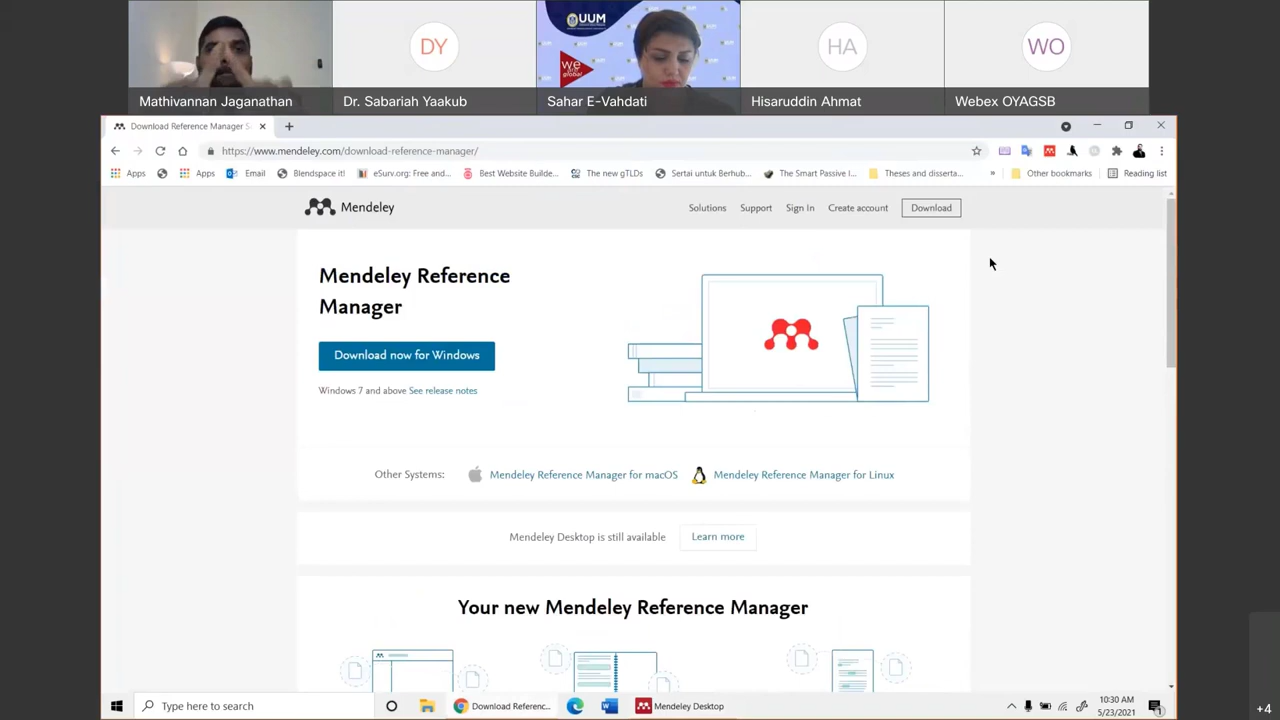 DY
UUM
we
are
global
HA
WO
Mathivannan Jaganathan
Dr. Sabariah Yaakub
Sahar E-Vahdati
Hisaruddin Ahmat
Webex OYAGSB
Download Reference Manager S
https://www.mendeley.com/download-reference-manager/
Apps
Apps
Email
Blendspace it!
eSurv.org: Free and...
Best Website Builde...
The new gTLDs
Sertai untuk Berhub...
The Smart Passive I...
Theses and disserta...
»
Other bookmarks
Reading list
Mendeley
Solutions
Support
Sign In
Create account
Download
Mendeley Reference
Manager
Download now for Windows
Windows 7 and above See release notes
Other Systems:
Mendeley Reference Manager for macOS
Mendeley Reference Manager for Linux
Mendeley Desktop is still available
Learn more
Your new Mendeley Reference Manager
Type here to search
Download Referenc...
Mendeley Desktop
10:30 AM
5/23/2021
+4